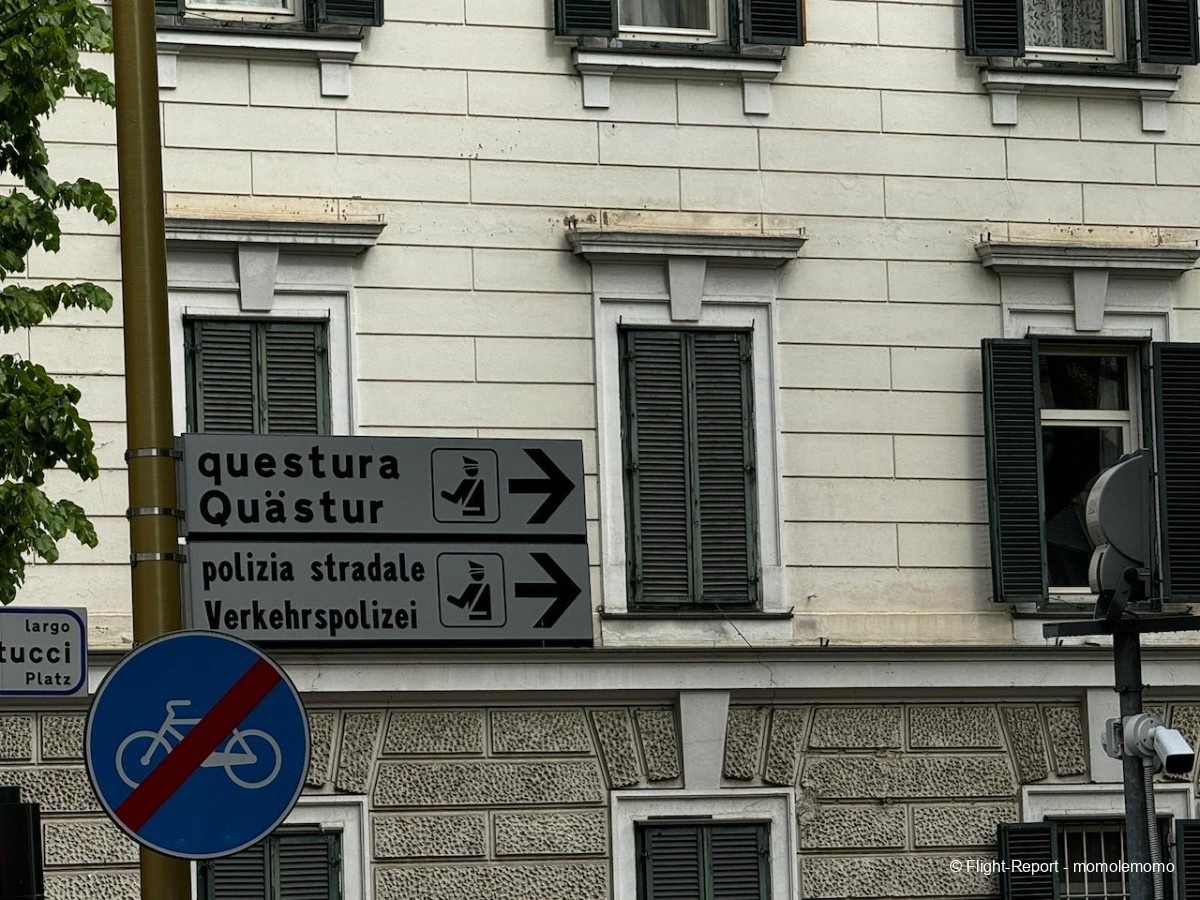 questura
Quästur
polizia stradale
Verkehrspolizei
largo
tucci
Platz
© Flight-Report - momolemomo